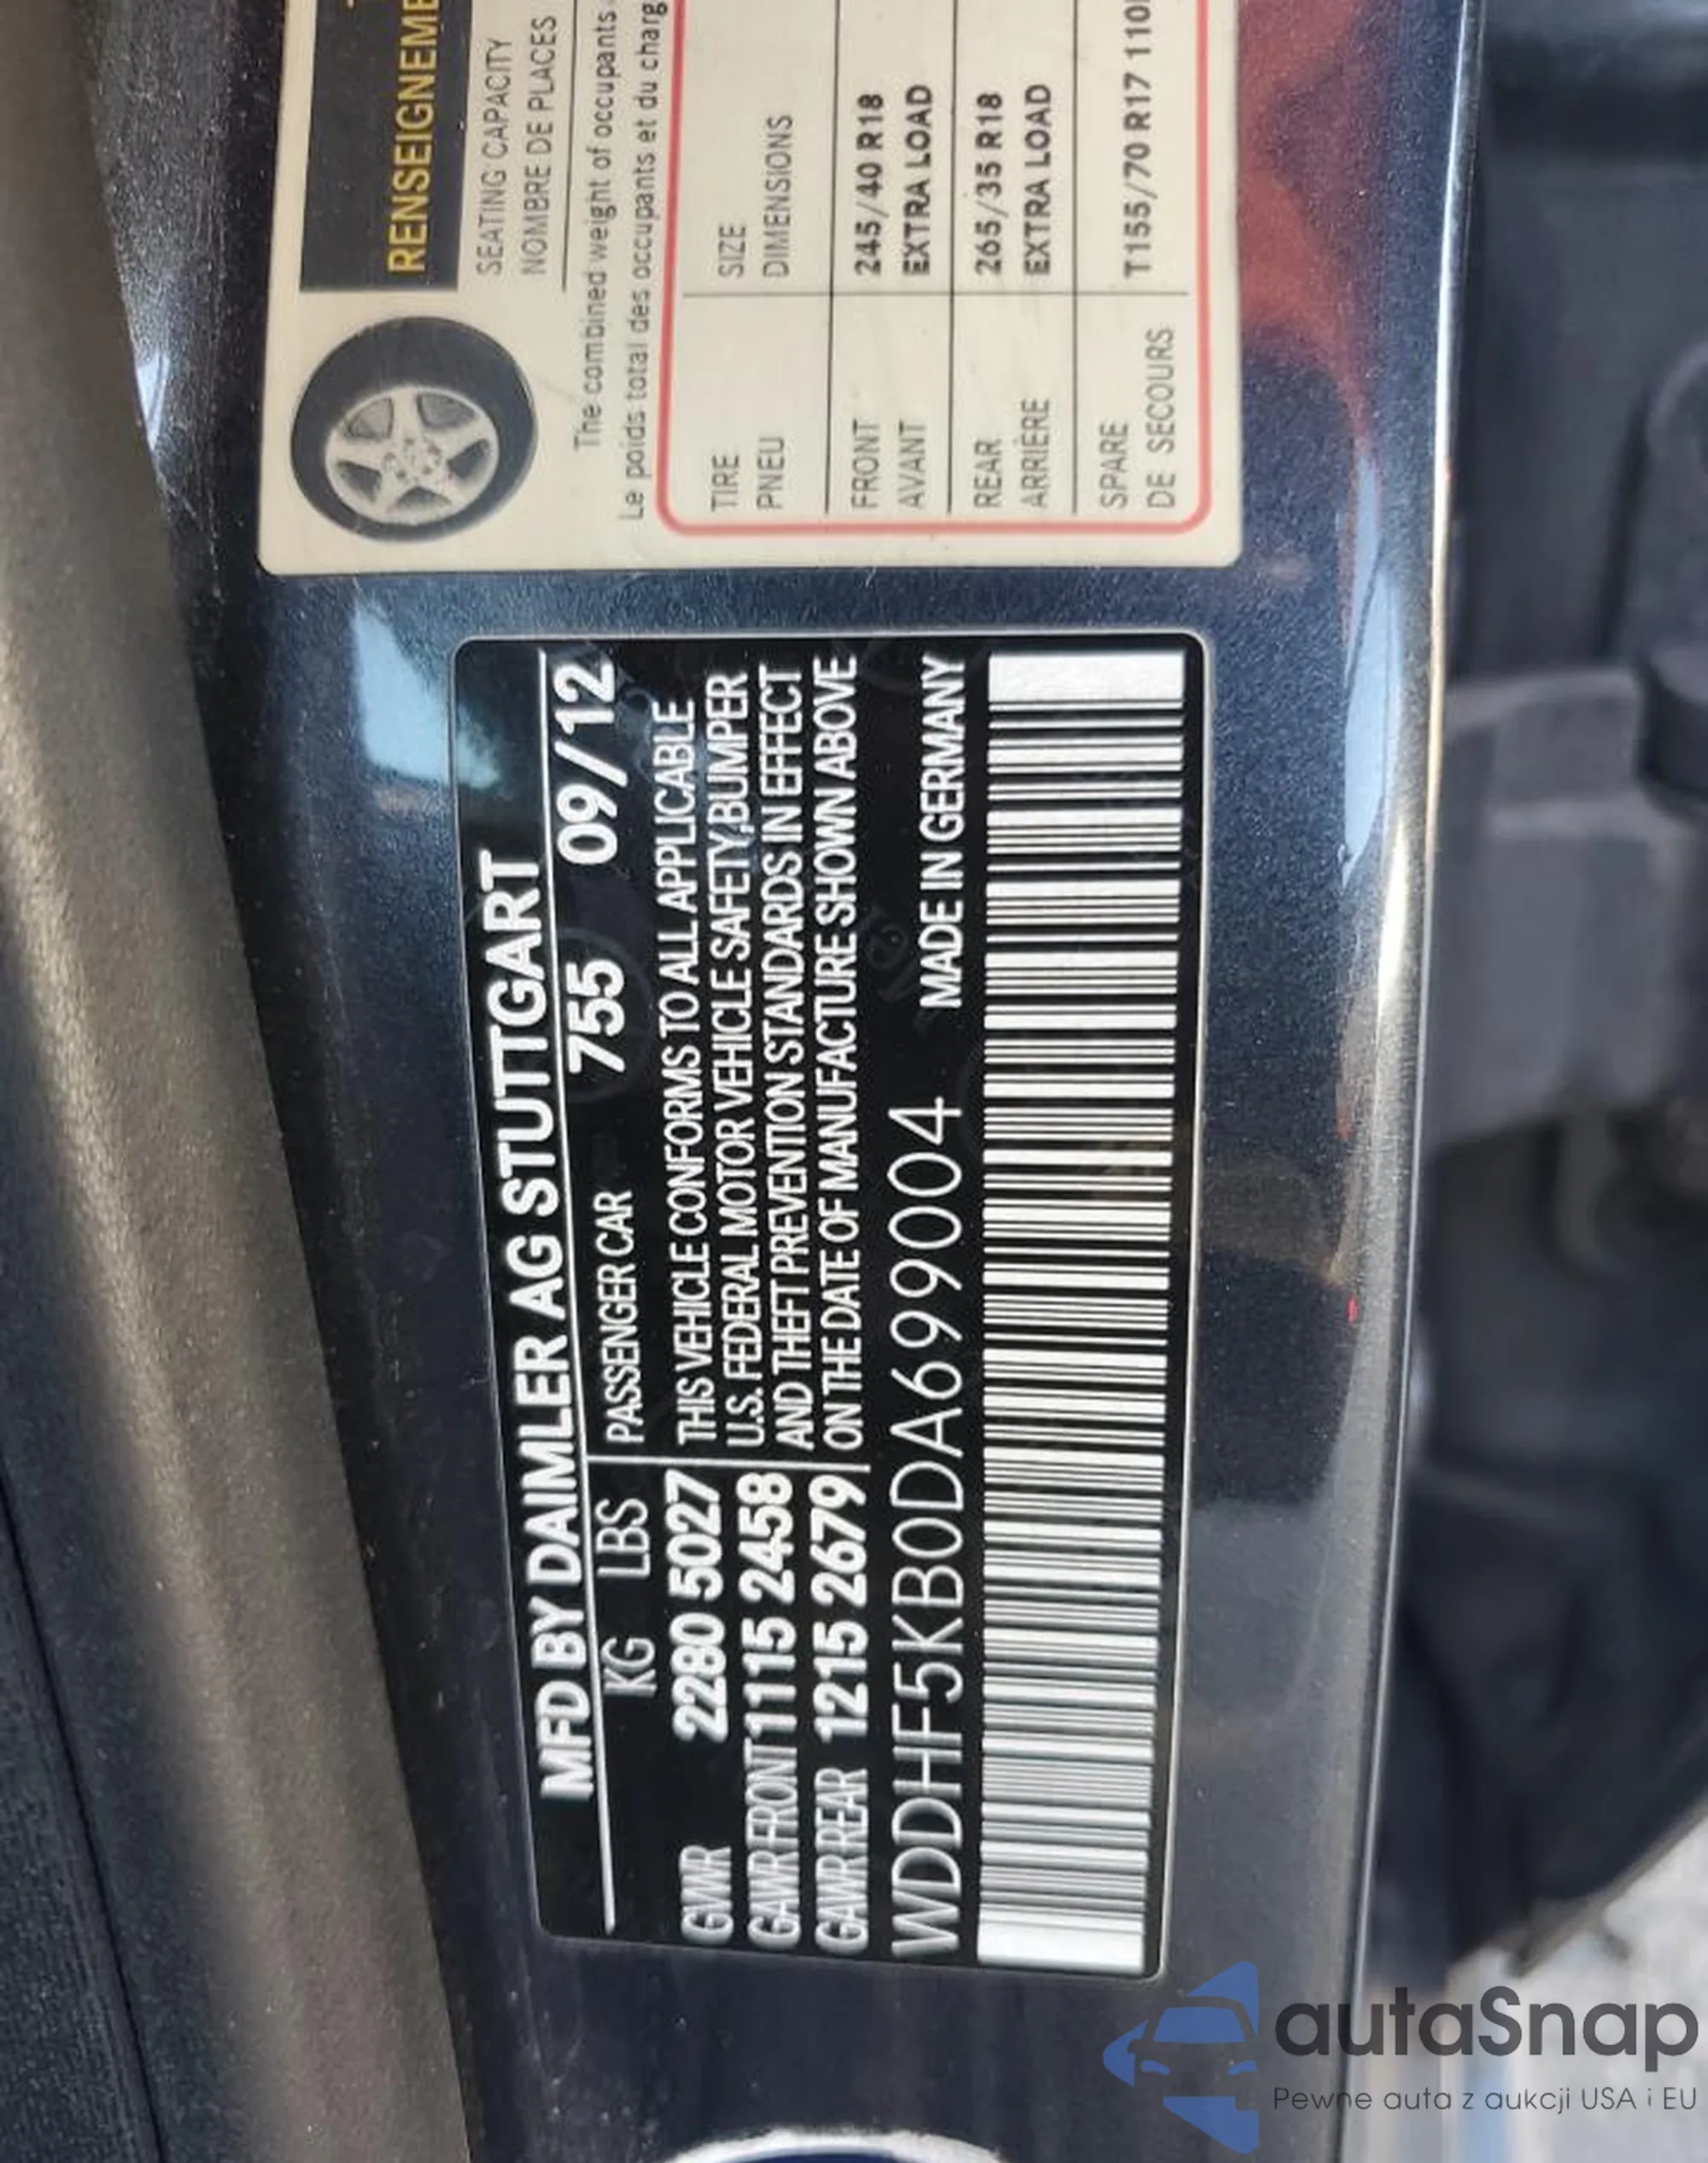 RENSEIGNEME
SEATING CAPACITY
NOMBRE DE PLACES
The combined weight of occupants
Le poids total des occupants et du charg
TIRE SIZE
PNEU DIMENSIONS
FRONT 245/40 R18
AVANT EXTRA LOAD
REAR 265/35 R18
ARRIÈRE EXTRA LOAD
SPARE T155/70 R17 110
DE SECOURS
MFD BY DAIMLER AG STUTTGART
KG LBS PASSENGER CAR 755 09/12
GVWR 2280 5027 THIS VEHICLE CONFORMS TO ALL APPLICABLE
GAWR FRONT 1115 2458 U.S. FEDERAL MOTOR VEHICLE SAFETY,BUMPER
GAWR REAR 1215 2679 AND THEFT PREVENTION STANDARDS IN EFFECT
ON THE DATE OF MANUFACTURE SHOWN ABOVE
WDDHF5KB0DA699004 MADE IN GERMANY
autaSnap
Pewne auta z aukcji USA i EU